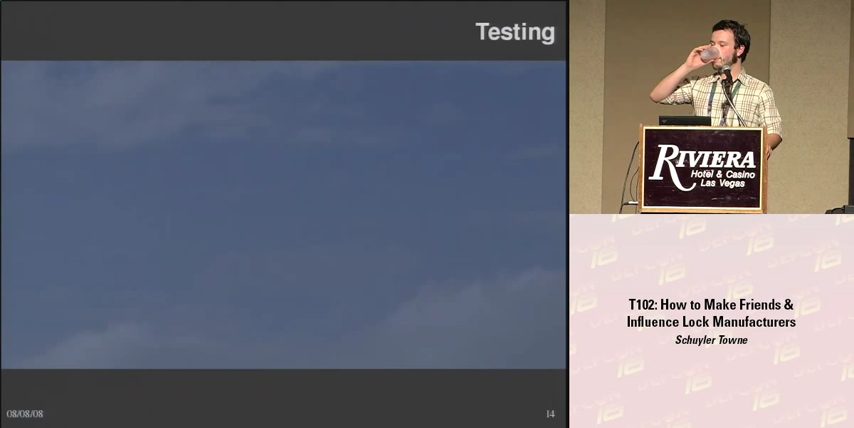 Testing
08/08/08
14
RIVIERA
Hotel & Casino
Las Vegas
T102: How to Make Friends &
Influence Lock Manufacturers
Schuyler Towne